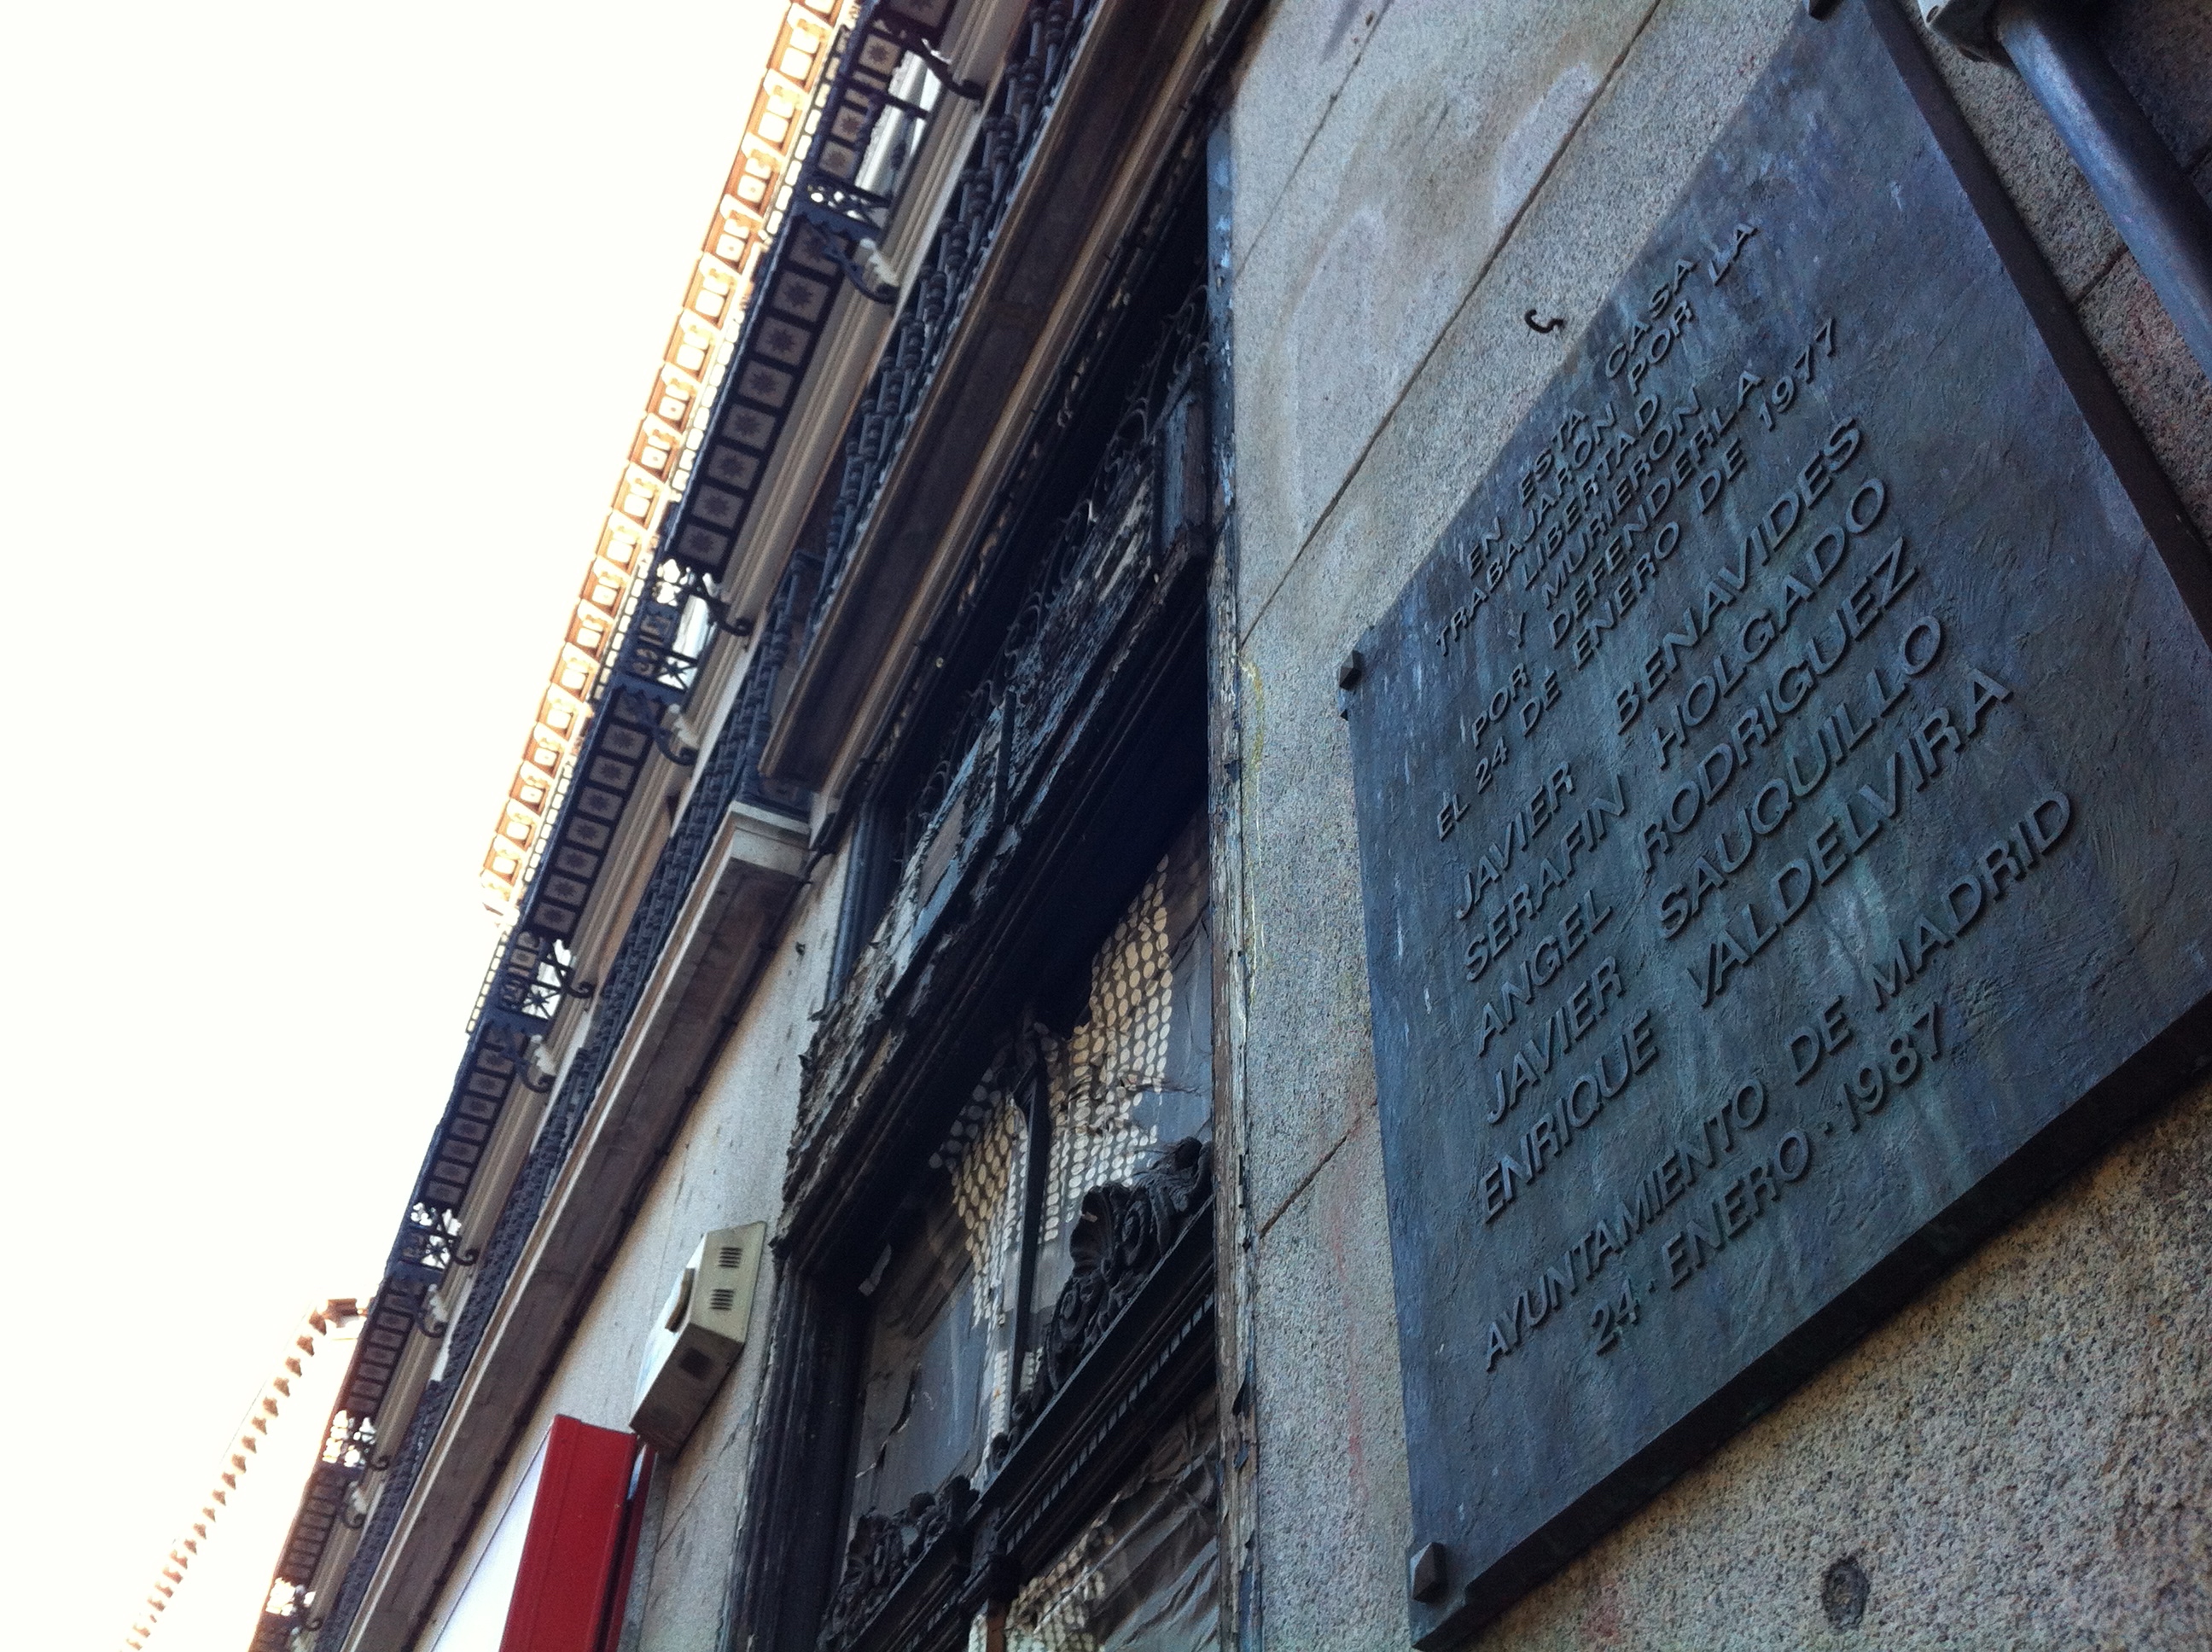 EN ESTA CASA
TRABAJARON POR LA
LIBERTAD
Y MURIERON
POR DEFENDERLA
EL 24 DE ENERO DE 1977
JAVIER BENAVIDES
SERAFIN HOLGADO
ANGEL RODRIGUEZ
JAVIER SAUQUILLO
ENRIQUE VALDELVIRA
AYUNTAMIENTO DE MADRID
24·ENERO·1987